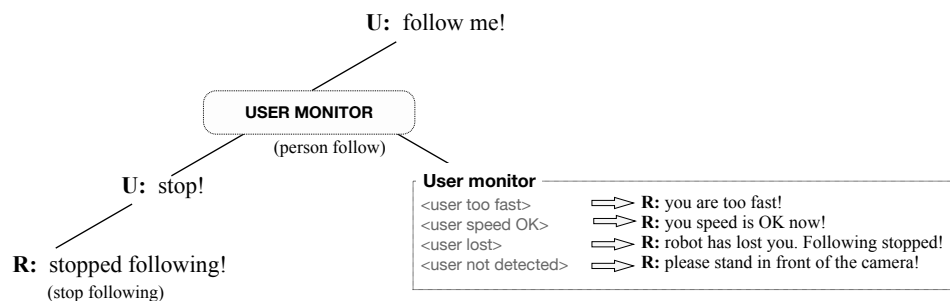 U: follow me!
USER MONITOR
(person follow)
U: stop!
R: stopped following!
(stop following)
User monitor
<user too fast> R: you are too fast!
<user speed OK> R: you speed is OK now!
<user lost> R: robot has lost you. Following stopped!
<user not detected> R: please stand in front of the camera!